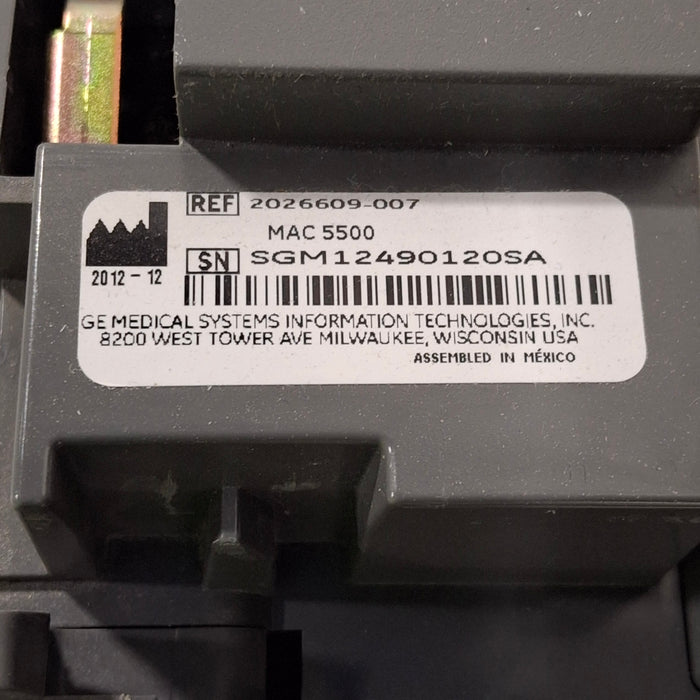 REF 2026609-007
MAC 5500
2012-12
SN SGM12490120SA
GE MEDICAL SYSTEMS INFORMATION TECHNOLOGIES, INC.
8200 WEST TOWER AVE MILWAUKEE, WISCONSIN USA
ASSEMBLED IN MÉXICO